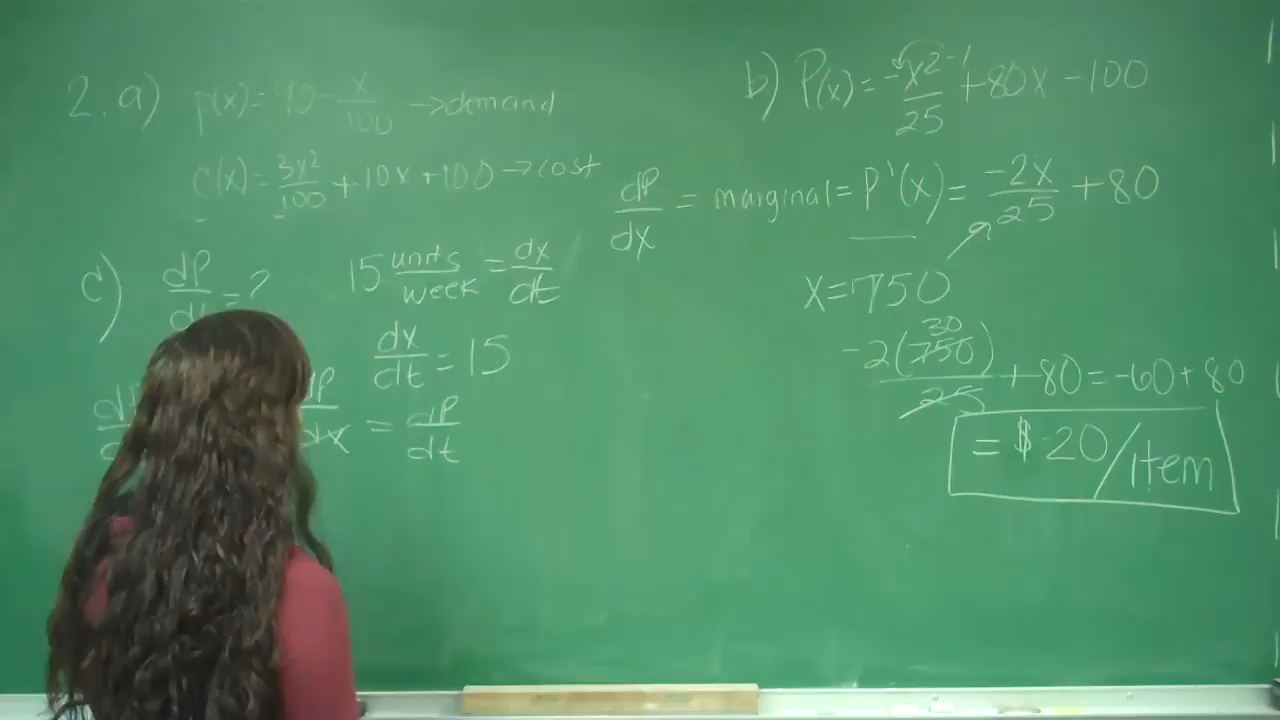 2. a) p(x) = 90 - x/100 → demand
C(x) = 3x²/100 + 10x + 100 → cost
c) dP/dt = ?
15 units/week = dx/dt
dx/dt = 15
dP/dx = dP/dt
b) P(x) = -x²/25 + 80x - 100
dP/dx = marginal = P'(x) = -2x/25 + 80
x = 750
-2(750)/25 + 80 = -60 + 80
30
= $20/item